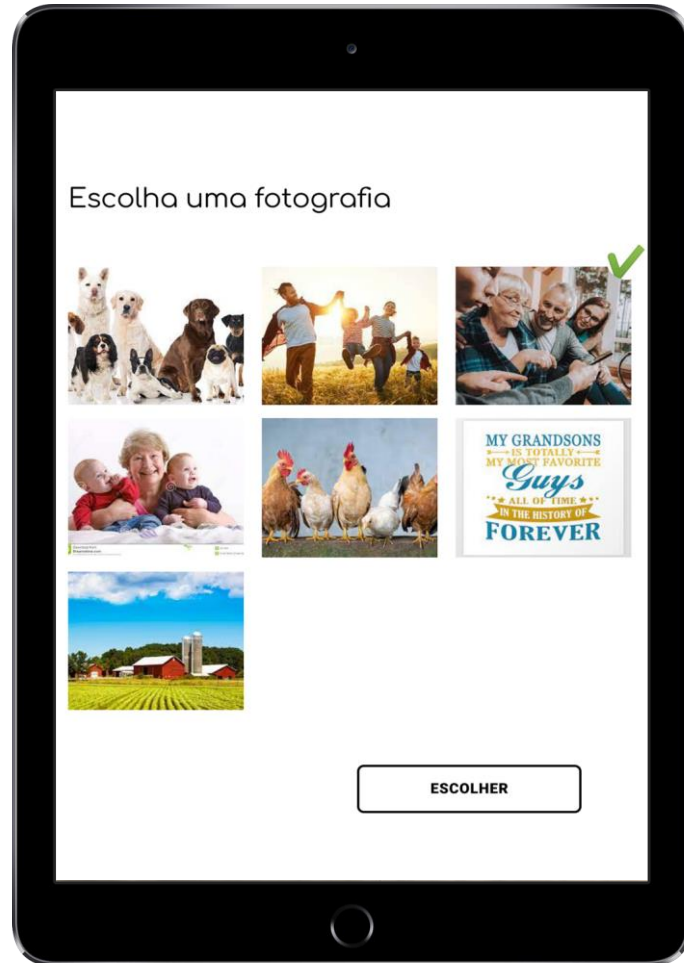 Escolha uma fotografia
MY GRANDSONS
IS TOTALLY
MY MOST FAVORITE
Guys
ALL OF TIME
IN THE HISTORY OF
FOREVER
ESCOLHER